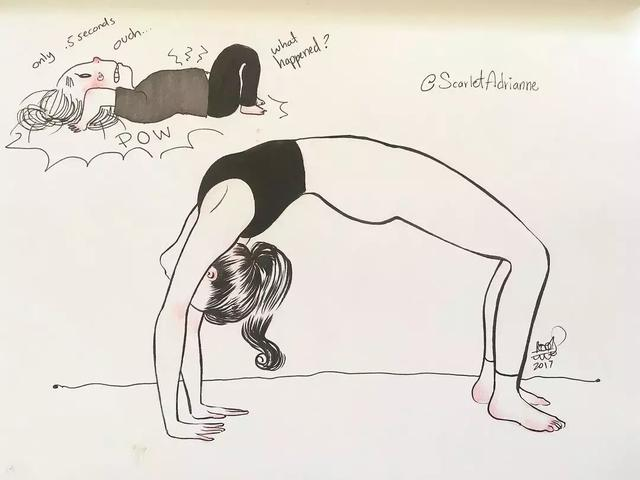 only .5 seconds
ouch...
what
happened?
POW
@ScarletAdrianne
2017